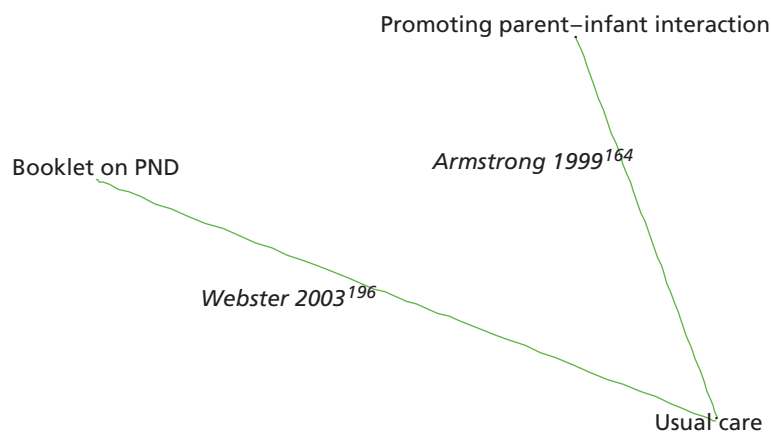 Promoting parent–infant interaction
Armstrong 1999164
Booklet on PND
Webster 2003196
Usual care